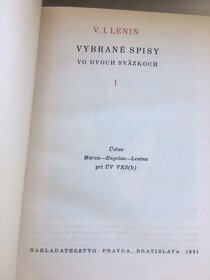 V. I. LENIN
VYBRANÉ SPISY
VO DVOCH SVÄZKOCH
I
Ústav
Marxa—Engelsa—Lenina
pri ÚV VKS(b)
NAKLADATEĽSTVO PRAVDA, BRATISLAVA 1951